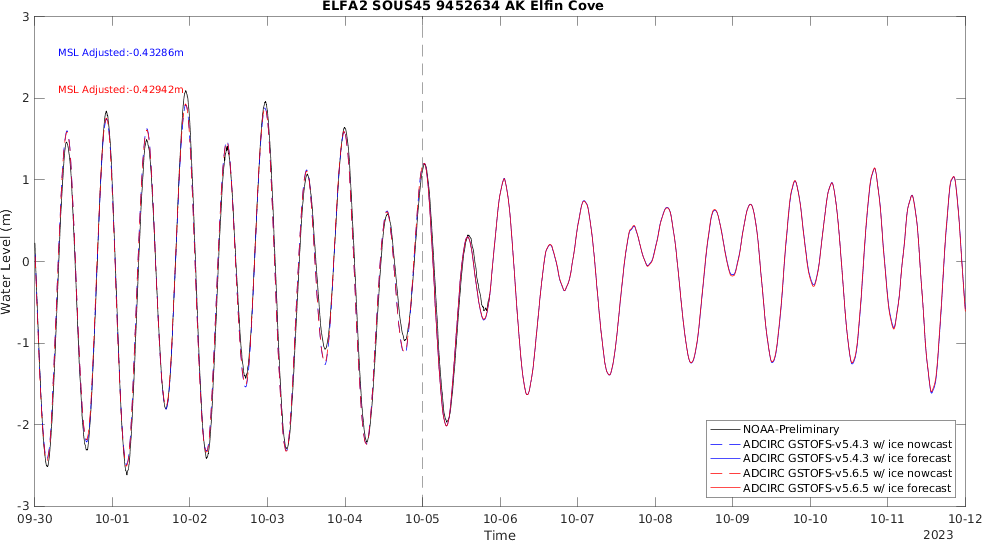 ELFA2 SOUS45 9452634 AK Elfin Cove
MSL Adjusted:-0.43286m
MSL Adjusted:-0.42942m
Water Level (m)
3
2
1
0
-1
-2
-3
NOAA-Preliminary
ADCIRC GSTOFS-v5.4.3 w/ ice nowcast
ADCIRC GSTOFS-v5.4.3 w/ ice forecast
ADCIRC GSTOFS-v5.6.5 w/ ice nowcast
ADCIRC GSTOFS-v5.6.5 w/ ice forecast
09-30 10-01 10-02 10-03 10-04 10-05 10-06 10-07 10-08 10-09 10-10 10-11 10-12
Time
2023